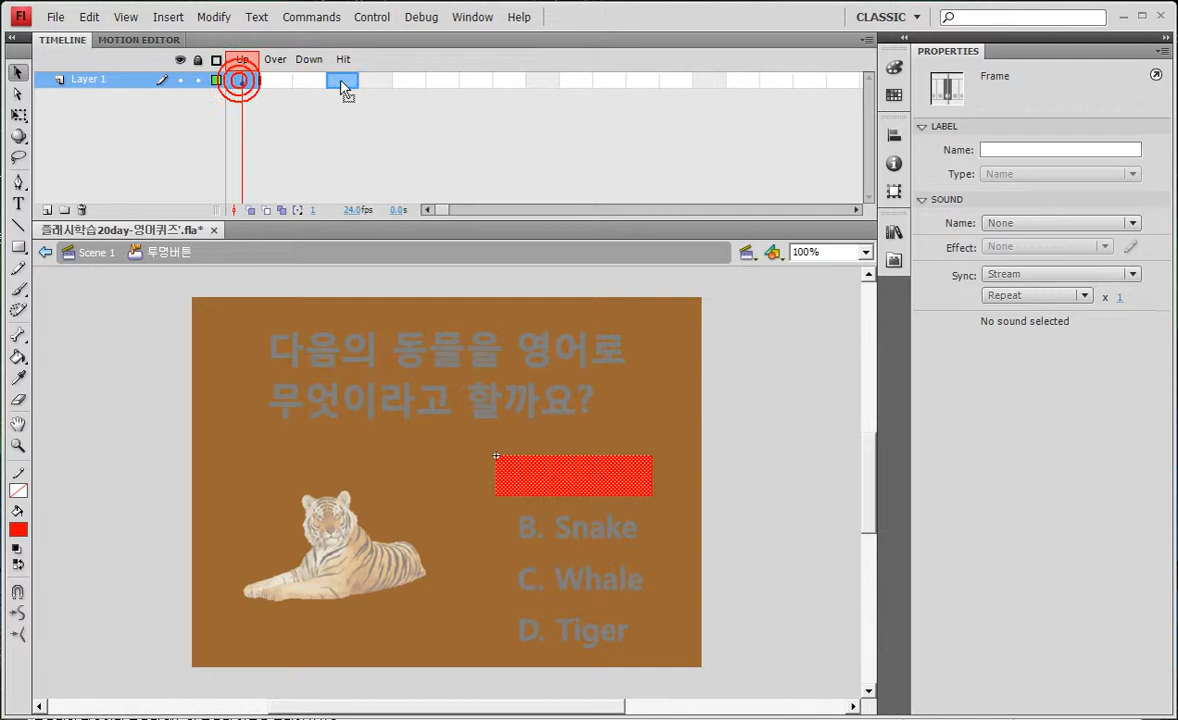 Fl File Edit View Insert Modify Text Commands Control Debug Window Help CLASSIC
TIMELINE MOTION EDITOR
Up Over Down Hit
Layer 1
1 24.0fps 0.0s
플래시학습20day-영어퀴즈'.fla*
Scene 1 투명버튼 100%
다음의 동물을 영어로
무엇이라고 할까요?
B. Snake
C. Whale
D. Tiger
PROPERTIES
Frame
LABEL
Name:
Type: Name
SOUND
Name: None
Effect: None
Sync: Stream
Repeat x 1
No sound selected